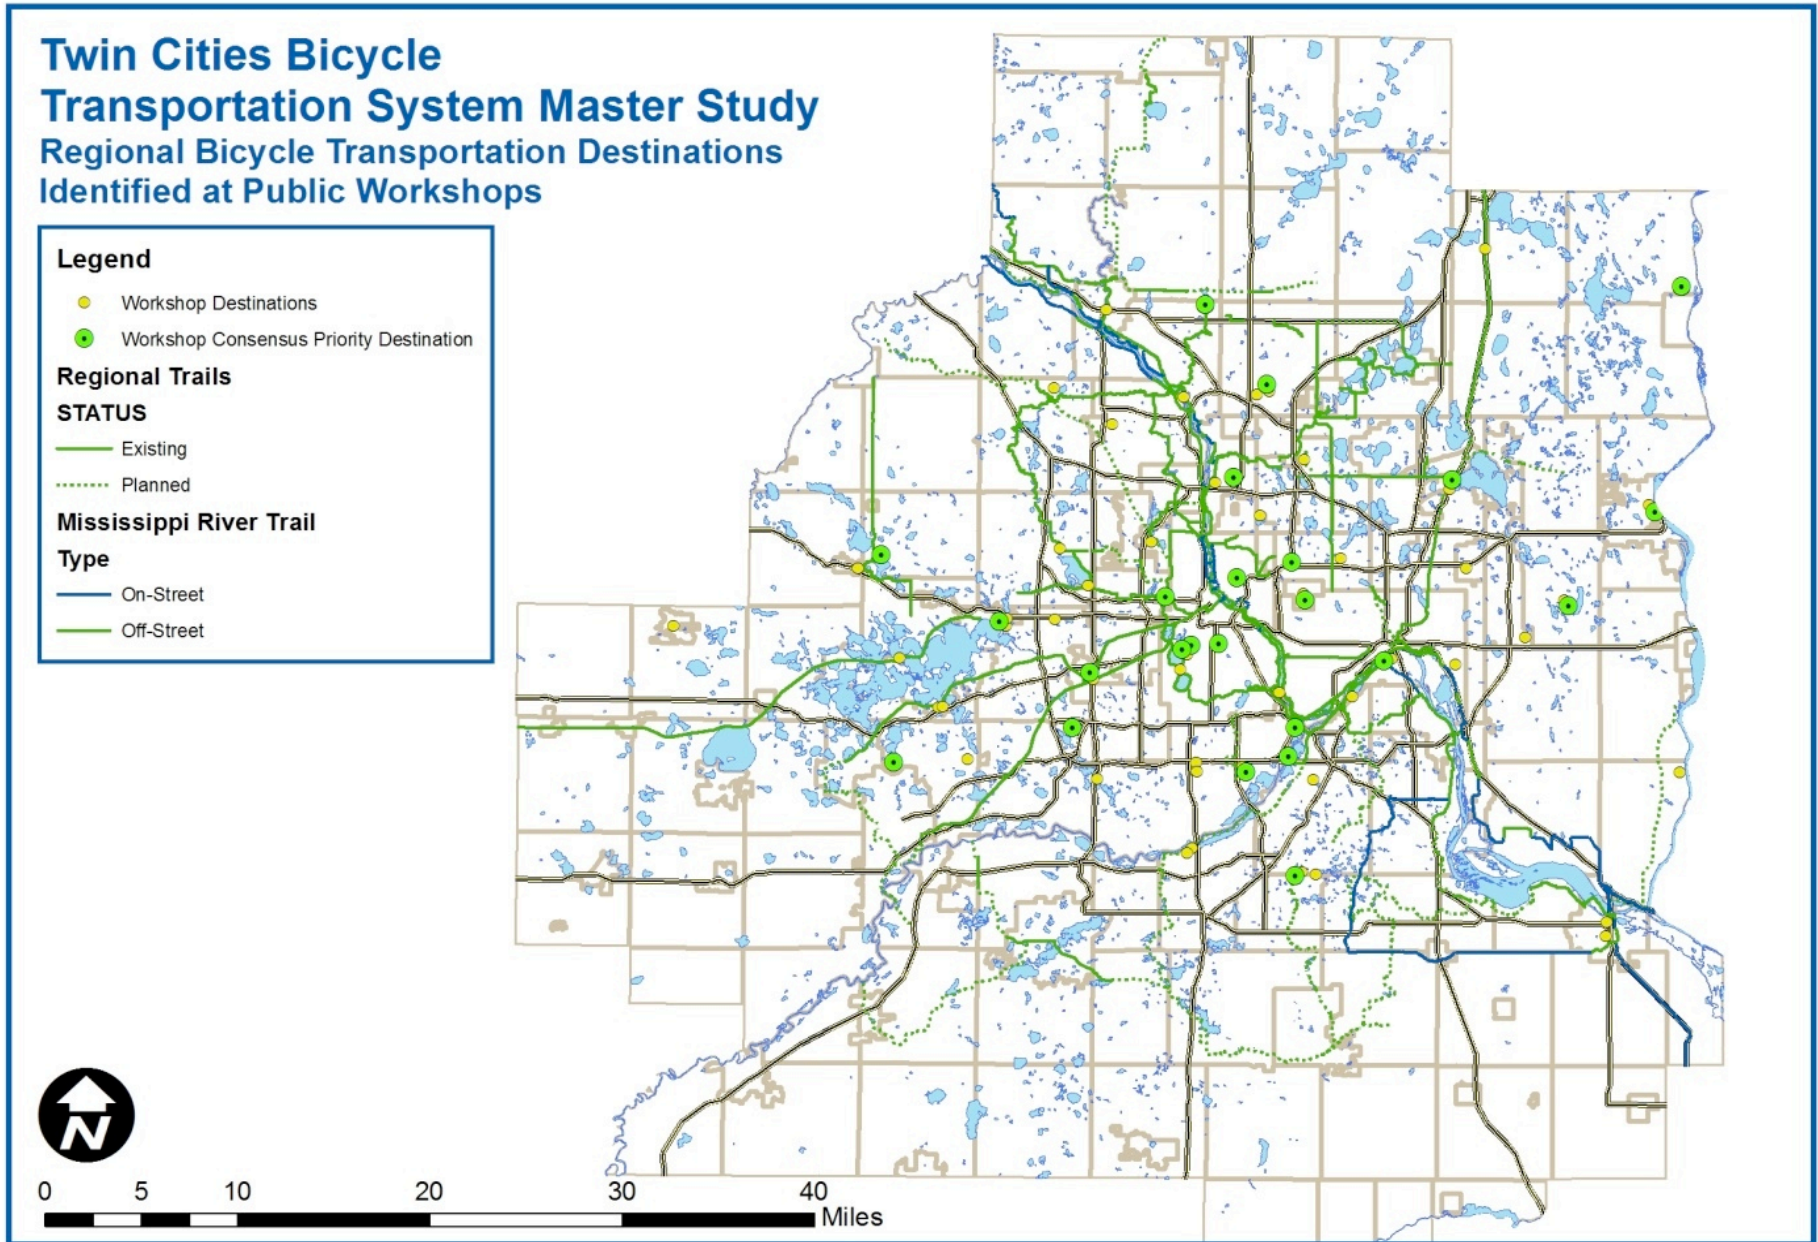 Twin Cities Bicycle
Transportation System Master Study
Regional Bicycle Transportation Destinations
Identified at Public Workshops
Legend
Workshop Destinations
Workshop Consensus Priority Destination
Regional Trails
STATUS
Existing
Planned
Mississippi River Trail
Type
On-Street
Off-Street
N
0 5 10 20 30 40
Miles